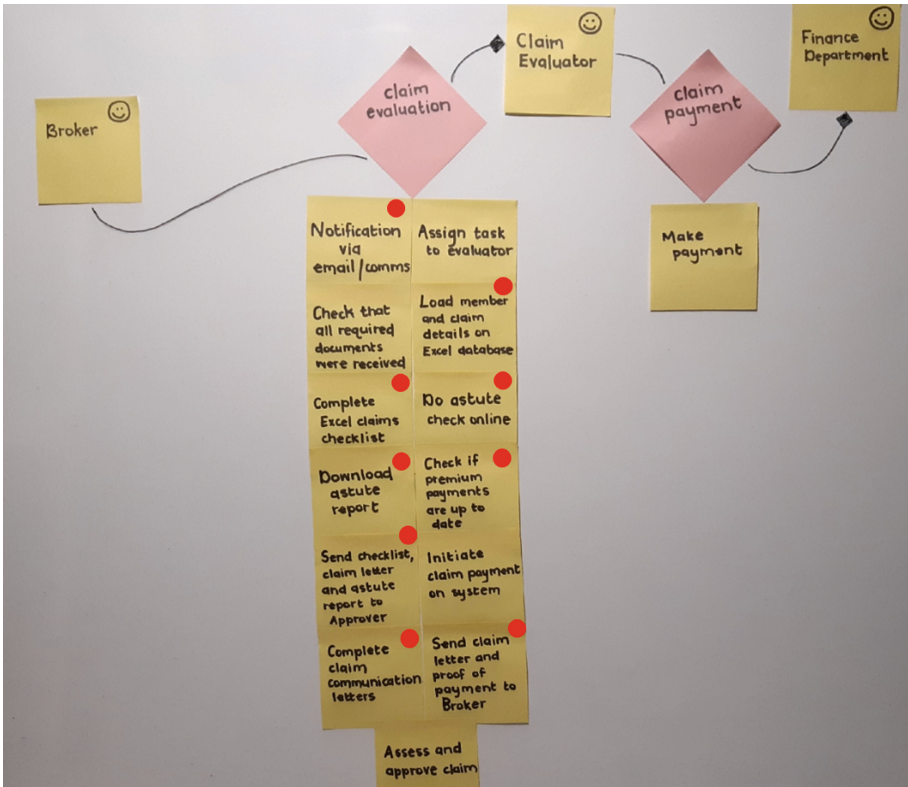 Broker
claim
evaluation
Claim
Evaluator
claim
payment
Finance
Department
Notification
via
email/comms
Assign task
to evaluator
Check that
all required
documents
were received
Load member
and claim
details on
Excel database
Complete
Excel claims
checklist
Do astute
check online
Download
astute
report
Check if
premium
payments
are up to
date
Send checklist,
claim letter
and astute
report to
Approver
Initiate
claim payment
on system
Complete
claim
communication
letters
Send claim
letter and
proof of
payment to
Broker
Assess and
approve claim
Make
payment